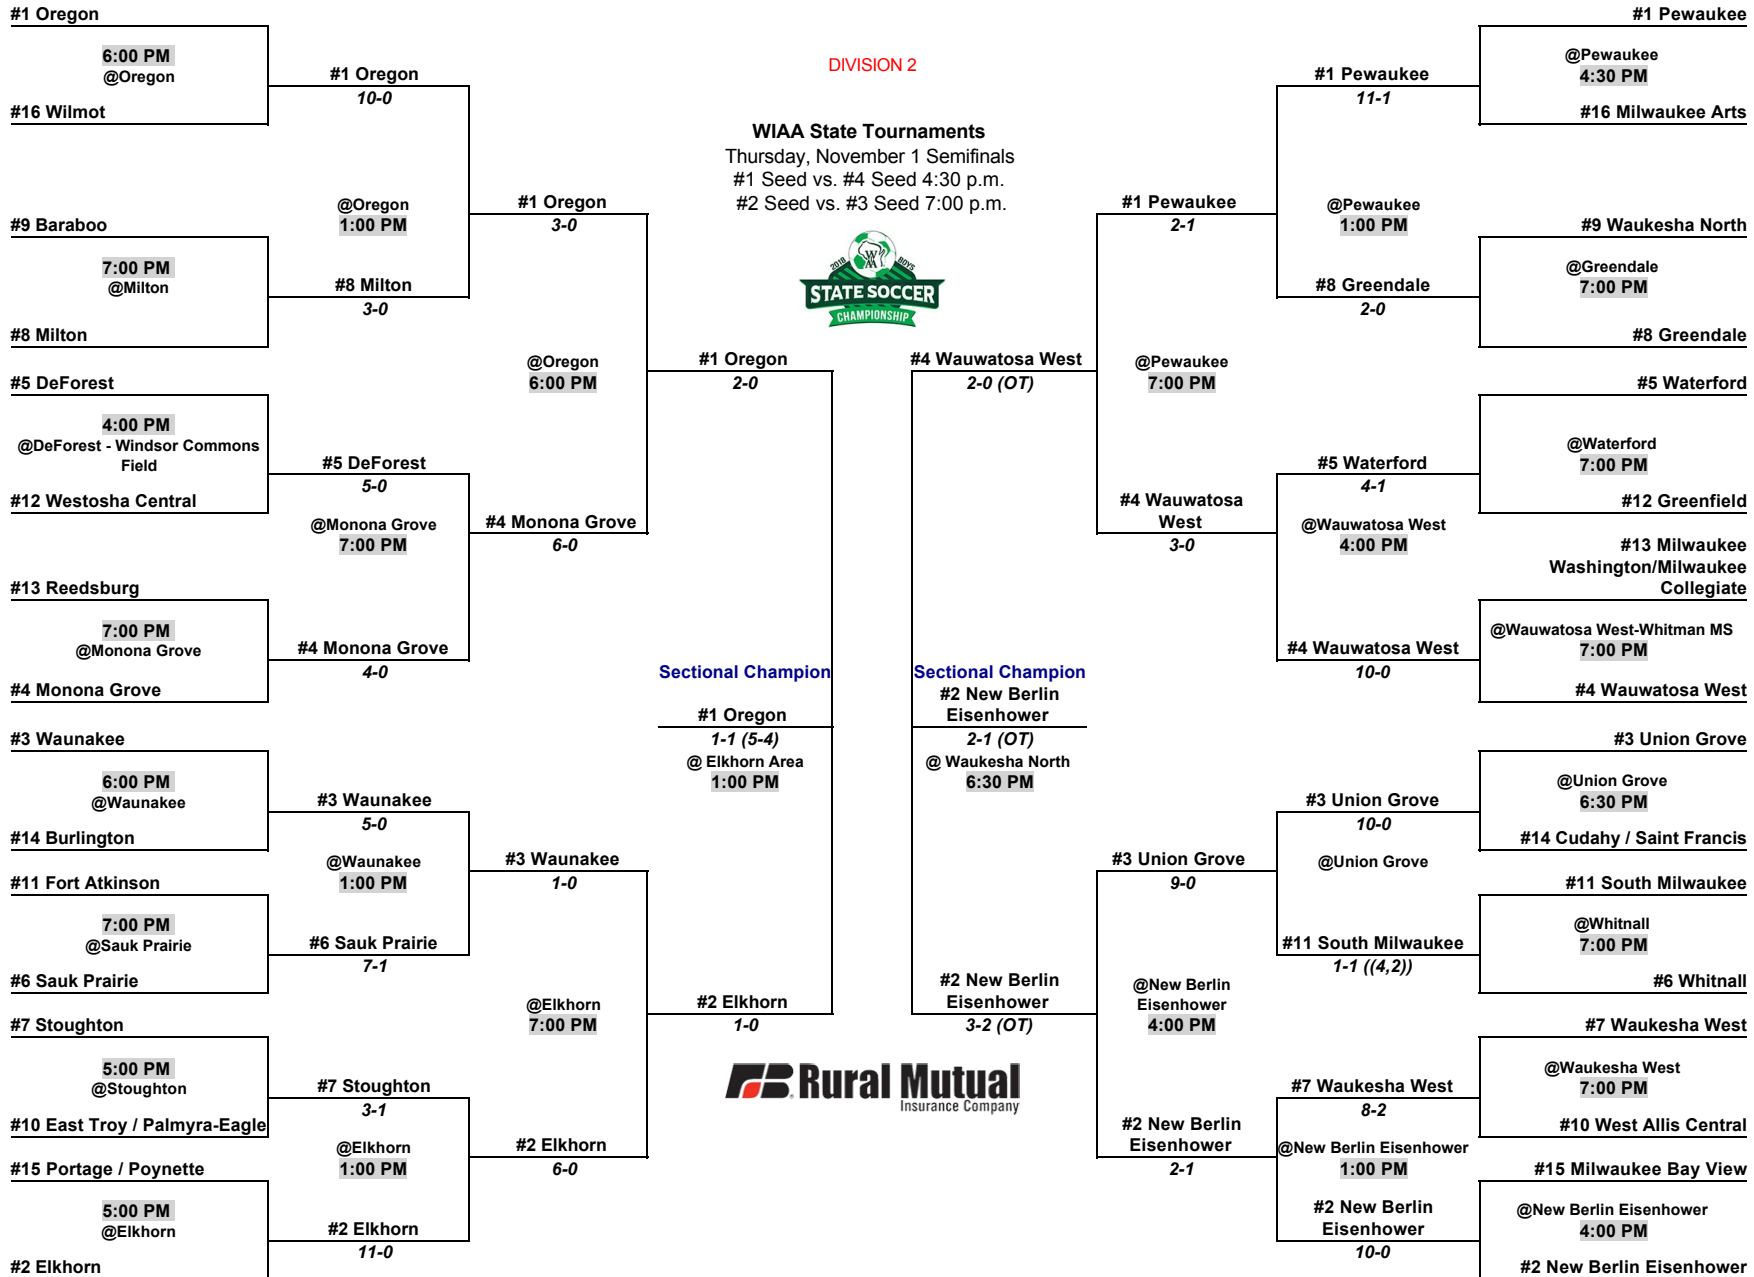 #1 Oregon
6:00 PM
@Oregon
#16 Wilmot
#9 Baraboo
7:00 PM
@Milton
#8 Milton
#5 DeForest
4:00 PM
@DeForest - Windsor Commons
Field
#12 Westosha Central
#13 Reedsburg
7:00 PM
@Monona Grove
#4 Monona Grove
#3 Waunakee
6:00 PM
@Waunakee
#14 Burlington
#11 Fort Atkinson
7:00 PM
@Sauk Prairie
#6 Sauk Prairie
#7 Stoughton
5:00 PM
@Stoughton
#10 East Troy / Palmyra-Eagle
#15 Portage / Poynette
5:00 PM
@Elkhorn
#2 Elkhorn
#1 Oregon
10-0
@Oregon
1:00 PM
#8 Milton
3-0
#5 DeForest
5-0
@Monona Grove
7:00 PM
#4 Monona Grove
4-0
#3 Waunakee
5-0
@Waunakee
1:00 PM
#6 Sauk Prairie
7-1
#7 Stoughton
3-1
@Elkhorn
1:00 PM
#2 Elkhorn
11-0
#1 Oregon
3-0
@Oregon
6:00 PM
#4 Monona Grove
6-0
#3 Waunakee
1-0
@Elkhorn
7:00 PM
#2 Elkhorn
6-0
#1 Oregon
2-0
Sectional Champion
#1 Oregon
1-1 (5-4)
@ Elkhorn Area
1:00 PM
#2 Elkhorn
1-0
DIVISION 2
WIAA State Tournaments
Thursday, November 1 Semifinals
#1 Seed vs. #4 Seed 4:30 p.m.
#2 Seed vs. #3 Seed 7:00 p.m.
2018 WIAA BOYS
STATE SOCCER
CHAMPIONSHIP
#4 Wauwatosa West
2-0 (OT)
Sectional Champion
#2 New Berlin
Eisenhower
2-1 (OT)
@ Waukesha North
6:30 PM
#2 New Berlin
Eisenhower
3-2 (OT)
FB Rural Mutual
Insurance Company
#1 Pewaukee
2-1
@Pewaukee
7:00 PM
#4 Wauwatosa
West
3-0
#3 Union Grove
9-0
@New Berlin
Eisenhower
4:00 PM
#2 New Berlin
Eisenhower
2-1
#1 Pewaukee
11-1
@Pewaukee
1:00 PM
#8 Greendale
2-0
#5 Waterford
4-1
@Wauwatosa West
4:00 PM
#4 Wauwatosa West
10-0
#3 Union Grove
10-0
@Union Grove
#11 South Milwaukee
1-1 ((4,2))
#7 Waukesha West
8-2
@New Berlin Eisenhower
1:00 PM
#2 New Berlin
Eisenhower
10-0
#1 Pewaukee
@Pewaukee
4:30 PM
#16 Milwaukee Arts
#9 Waukesha North
@Greendale
7:00 PM
#8 Greendale
#5 Waterford
@Waterford
7:00 PM
#12 Greenfield
#13 Milwaukee
Washington/Milwaukee
Collegiate
@Wauwatosa West-Whitman MS
7:00 PM
#4 Wauwatosa West
#3 Union Grove
@Union Grove
6:30 PM
#14 Cudahy / Saint Francis
#11 South Milwaukee
@Whitnall
7:00 PM
#6 Whitnall
#7 Waukesha West
@Waukesha West
7:00 PM
#10 West Allis Central
#15 Milwaukee Bay View
@New Berlin Eisenhower
4:00 PM
#2 New Berlin Eisenhower